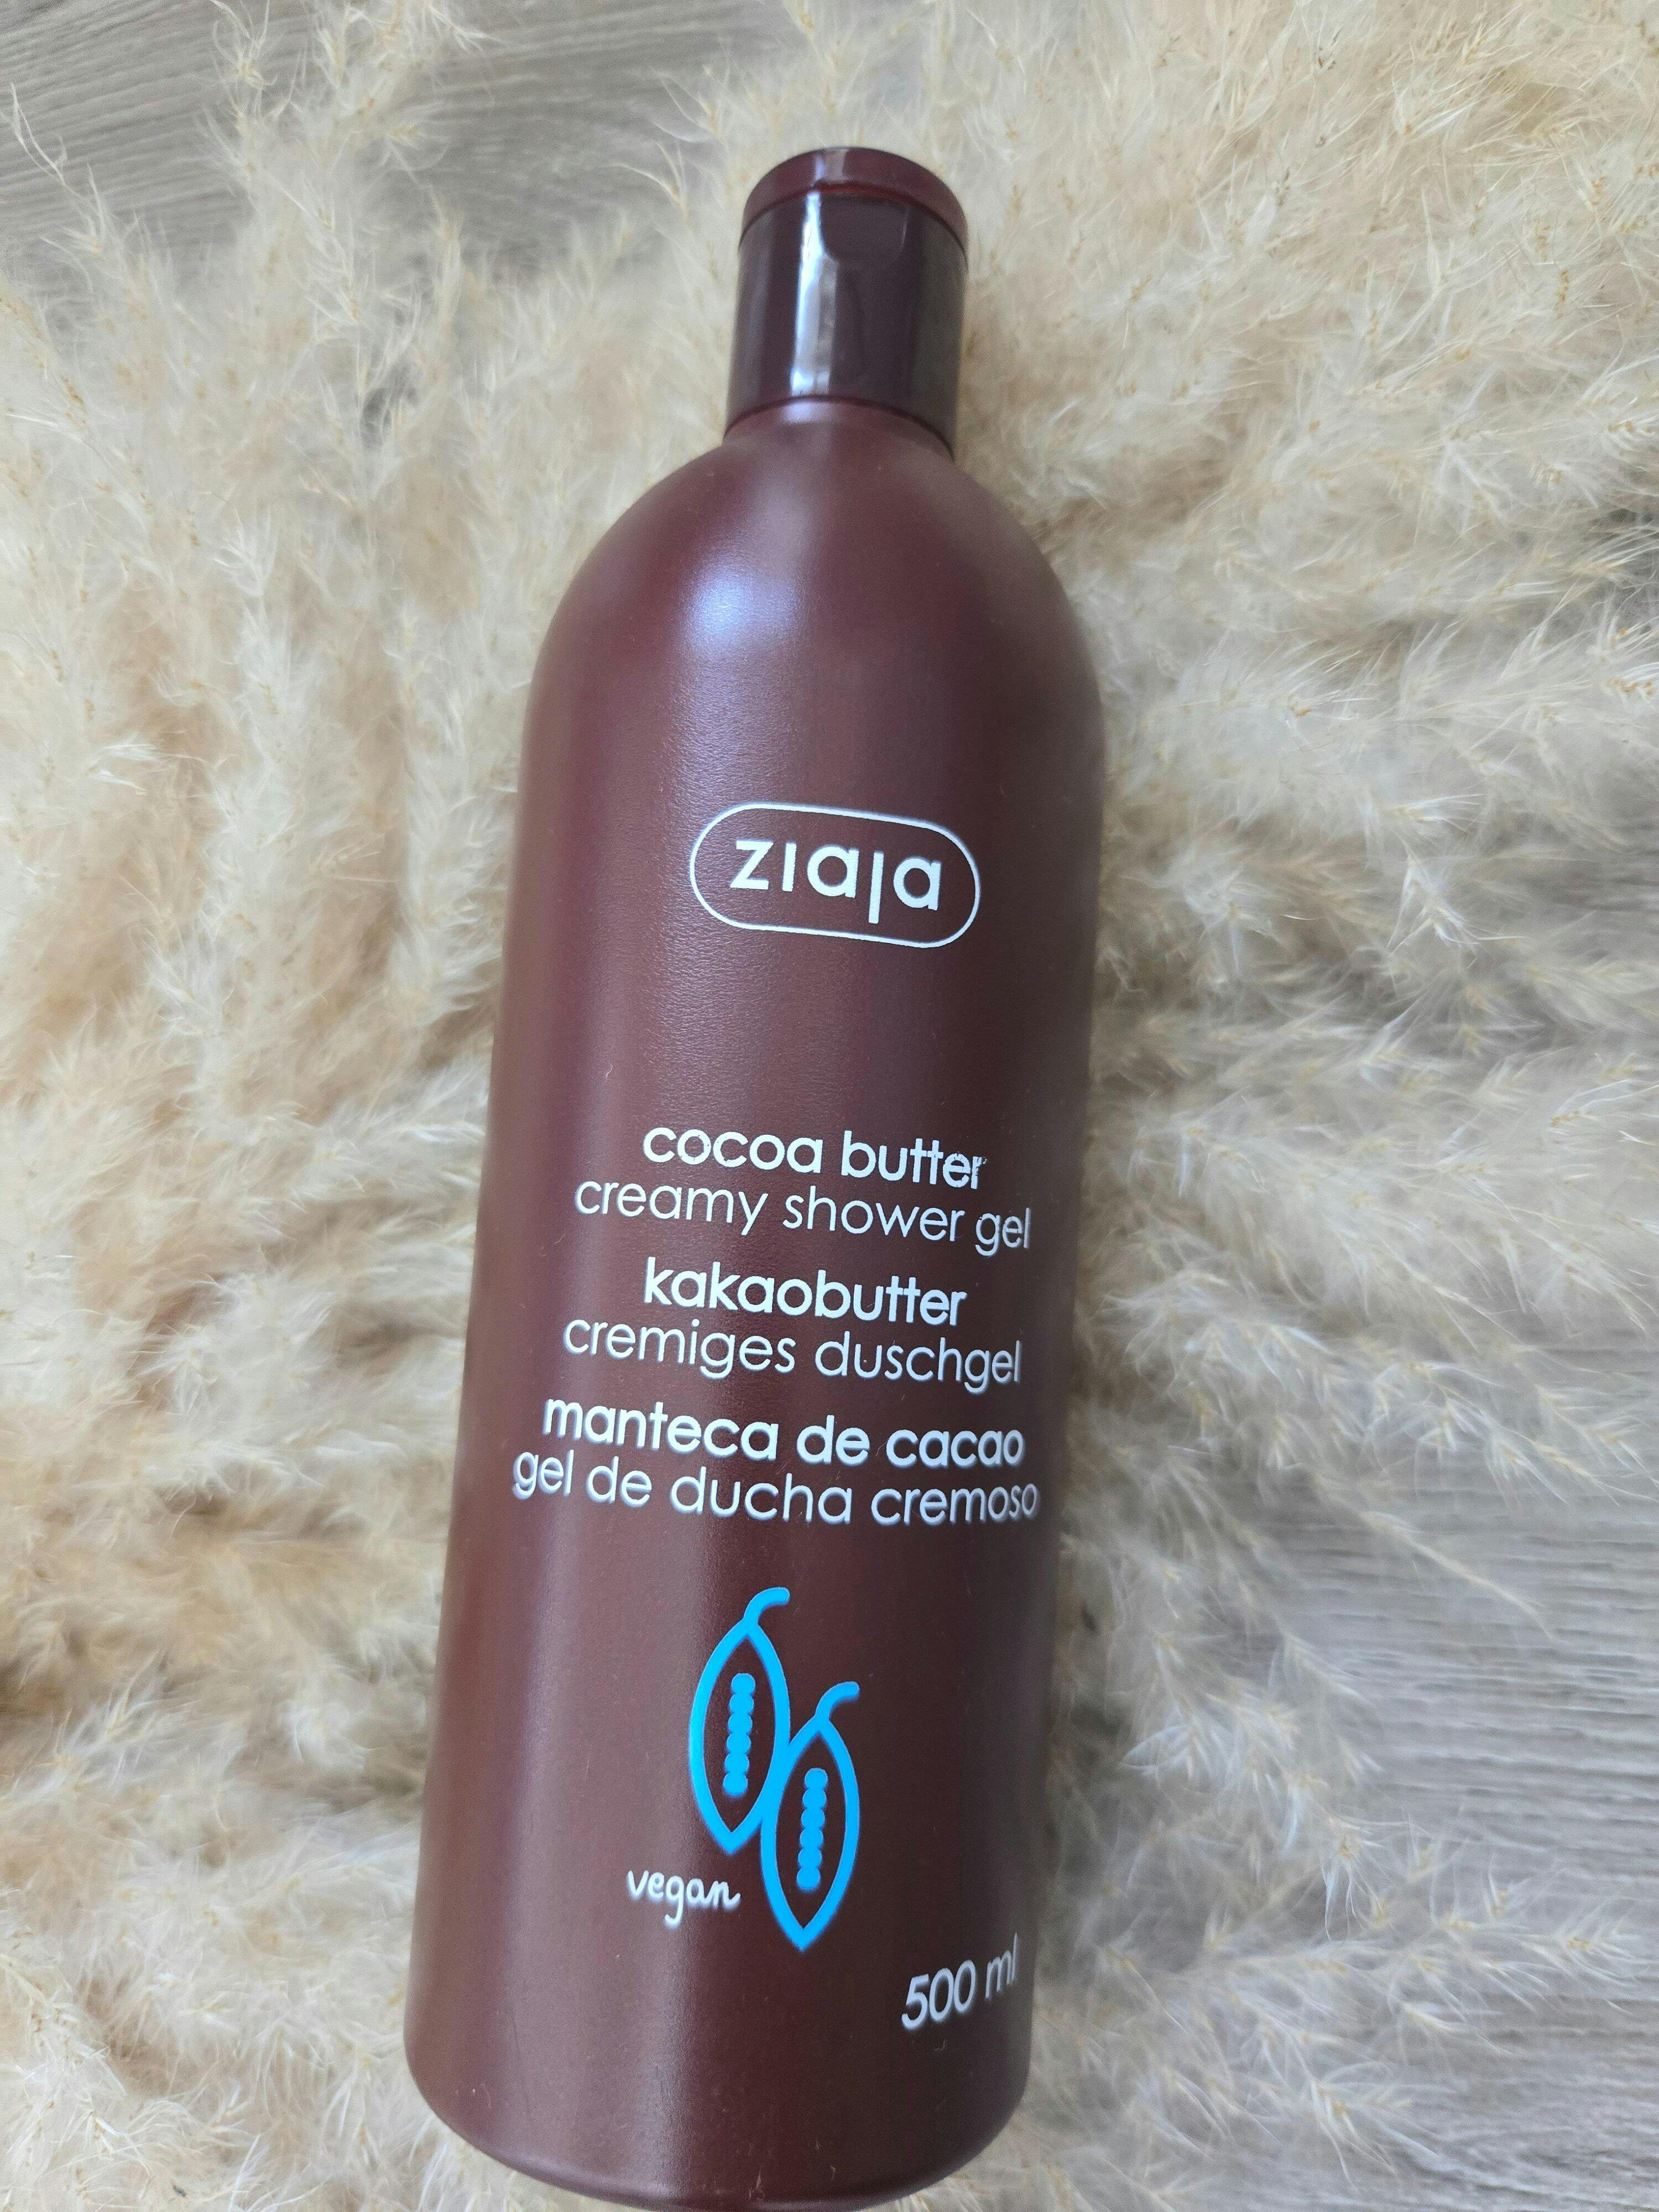 ziaja
cocoa butter
creamy shower gel
kakaobutter
cremiges duschgel
manteca de cacao
gel de ducha cremoso
vegan
500 ml